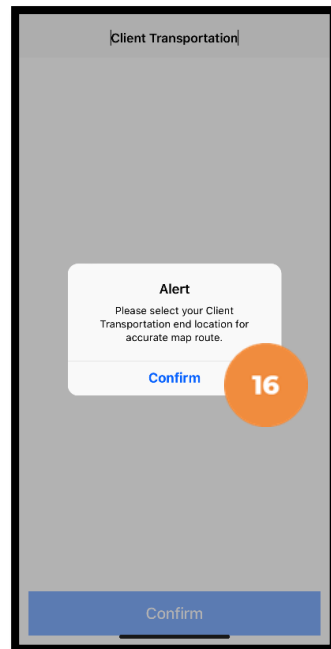 Client Transportation
Alert
Please select your Client
Transportation end location for
accurate map route.
Confirm
16
Confirm